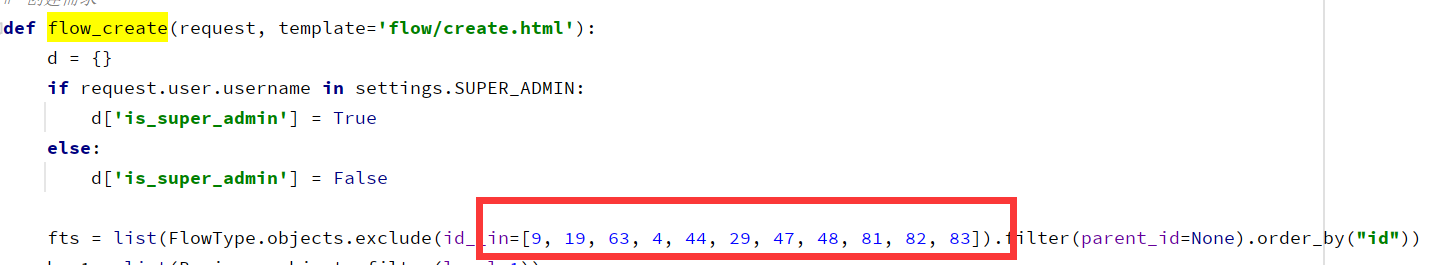 def flow_create(request, template='flow/create.html'):
d = {}
if request.user.username in settings.SUPER_ADMIN:
d['is_super_admin'] = True
else:
d['is_super_admin'] = False
fts = list(FlowType.objects.exclude(id__in=[9, 19, 63, 4, 44, 29, 47, 48, 81, 82, 83]).filter(parent_id=None).order_by("id"))